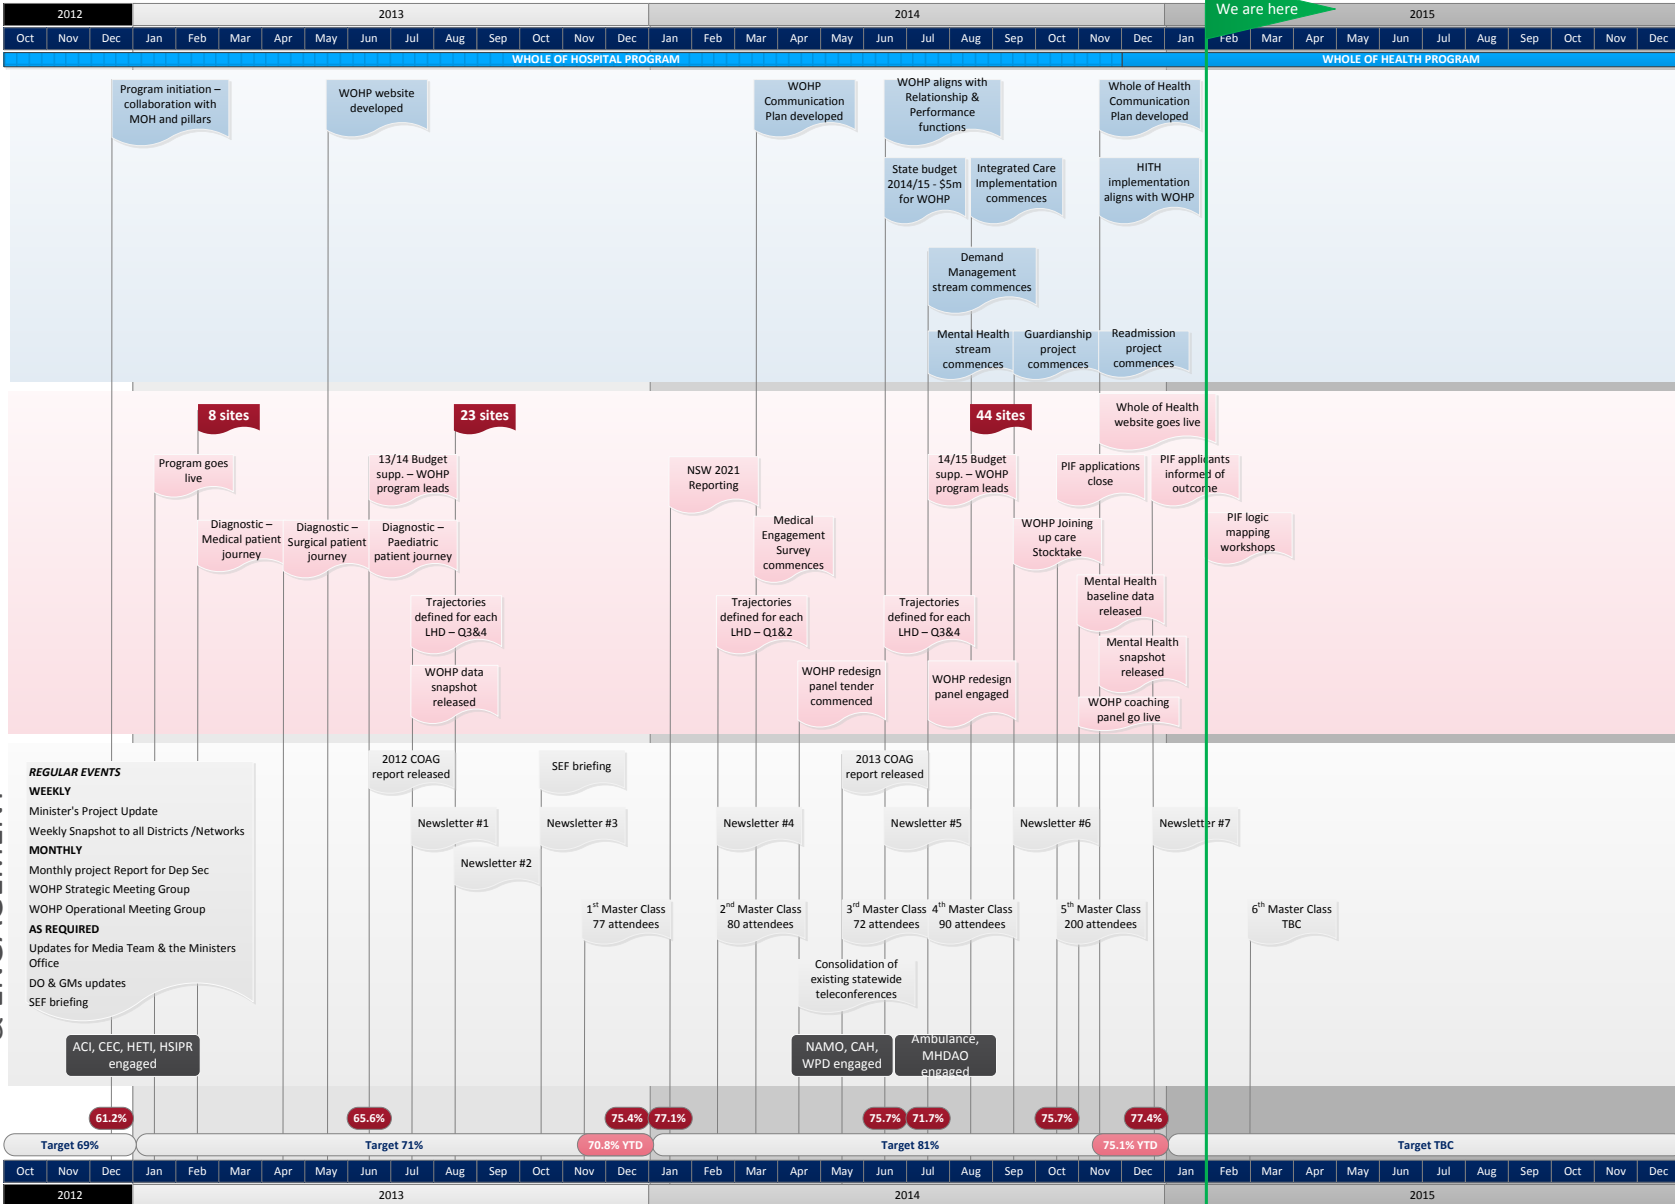 We are here
2012 2013 2014 2015
Oct Nov Dec Jan Feb Mar Apr May Jun Jul Aug Sep Oct Nov Dec Jan Feb Mar Apr May Jun Jul Aug Sep Oct Nov Dec Jan Feb Mar Apr May Jun Jul Aug Sep Oct Nov Dec
WHOLE OF HOSPITAL PROGRAM
WHOLE OF HEALTH PROGRAM
Program initiation –
collaboration with
MOH and pillars
WOHP website
developed
WOHP
Communication
Plan developed
WOHP aligns with
Relationship &
Performance
functions
Whole of Health
Communication
Plan developed
State budget
2014/15 - $5m
for WOHP
Integrated Care
Implementation
commences
HITH
implementation
aligns with WOHP
Demand
Management
stream commences
Mental Health
stream
commences
Guardianship
project
commences
Readmission
project
commences
8 sites
23 sites
44 sites
Whole of Health
website goes live
Program goes
live
13/14 Budget
supp. – WOHP
program leads
NSW 2021
Reporting
14/15 Budget
supp. – WOHP
program leads
PIF applications
close
PIF applicants
informed of
outcome
Diagnostic –
Medical patient
journey
Diagnostic –
Surgical patient
journey
Diagnostic –
Paediatric
patient journey
Medical
Engagement
Survey
commences
WOHP Joining
up care
Stocktake
PIF logic
mapping
workshops
Mental Health
baseline data
released
Trajectories
defined for each
LHD – Q3&4
Trajectories
defined for each
LHD – Q1&2
Trajectories
defined for each
LHD – Q3&4
Mental Health
snapshot
released
WOHP data
snapshot
released
WOHP redesign
panel tender
commenced
WOHP redesign
panel engaged
WOHP coaching
panel go live
REGULAR EVENTS
WEEKLY
Minister's Project Update
Weekly Snapshot to all Districts /Networks
MONTHLY
Monthly project Report for Dep Sec
WOHP Strategic Meeting Group
WOHP Operational Meeting Group
AS REQUIRED
Updates for Media Team & the Ministers
Office
DO & GMs updates
SEF briefing
2012 COAG
report released
SEF briefing
2013 COAG
report released
Newsletter #1
Newsletter #3
Newsletter #4
Newsletter #5
Newsletter #6
Newsletter #7
Newsletter #2
1st Master Class
77 attendees
2nd Master Class
80 attendees
3rd Master Class
72 attendees
4th Master Class
90 attendees
5th Master Class
200 attendees
6th Master Class
TBC
Consolidation of
existing statewide
teleconferences
ACI, CEC, HETI, HSIPR
engaged
NAMO, CAH,
WPD engaged
Ambulance,
MHDAO
engaged
61.2% 65.6% 75.4% 77.1% 75.7% 71.7% 75.7% 77.4%
Target 69% Target 71% 70.8% YTD Target 81% 75.1% YTD Target TBC
Oct Nov Dec Jan Feb Mar Apr May Jun Jul Aug Sep Oct Nov Dec Jan Feb Mar Apr May Jun Jul Aug Sep Oct Nov Dec Jan Feb Mar Apr May Jun Jul Aug Sep Oct Nov Dec
2012 2013 2014 2015